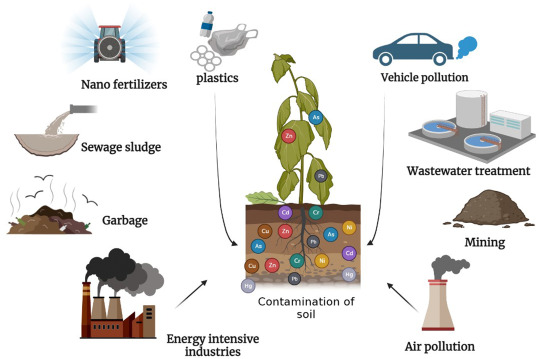 Nano fertilizers
plastics
Vehicle pollution
Sewage sludge
Wastewater treatment
Garbage
Mining
Energy intensive
industries
Air pollution
As
Zn
Pb
Cd
Cr
Cu
Zn
Ni
As
Pb
As
Cd
Cu
Zn
Cr
Ni
Hg
Pb
Hg
Contamination of
soil